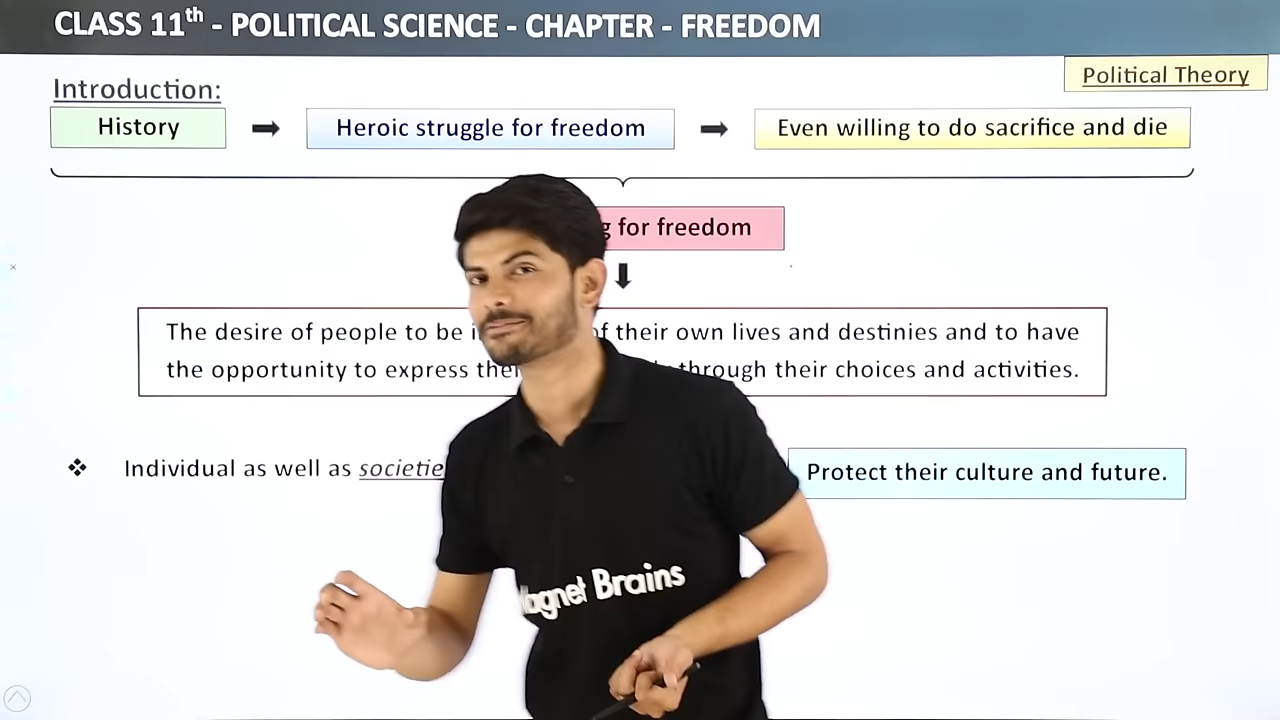 CLASS 11th - POLITICAL SCIENCE - CHAPTER - FREEDOM
Political Theory
Introduction:
History
Heroic struggle for freedom
Even willing to do sacrifice and die
for freedom
The desire of people to be of their own lives and destinies and to have
the opportunity to express through their choices and activities.
Individual as well as
Protect their culture and future.
Brains